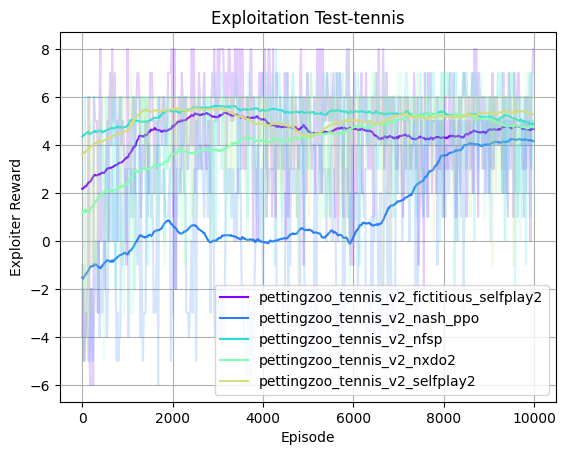 Exploitation Test-tennis
Exploiter Reward
8
6
4
2
0
−2
−4
−6
pettingzoo_tennis_v2_fictitious_selfplay2
pettingzoo_tennis_v2_nash_ppo
pettingzoo_tennis_v2_nfsp
pettingzoo_tennis_v2_nxdo2
pettingzoo_tennis_v2_selfplay2
0 2000 4000 6000 8000 10000
Episode